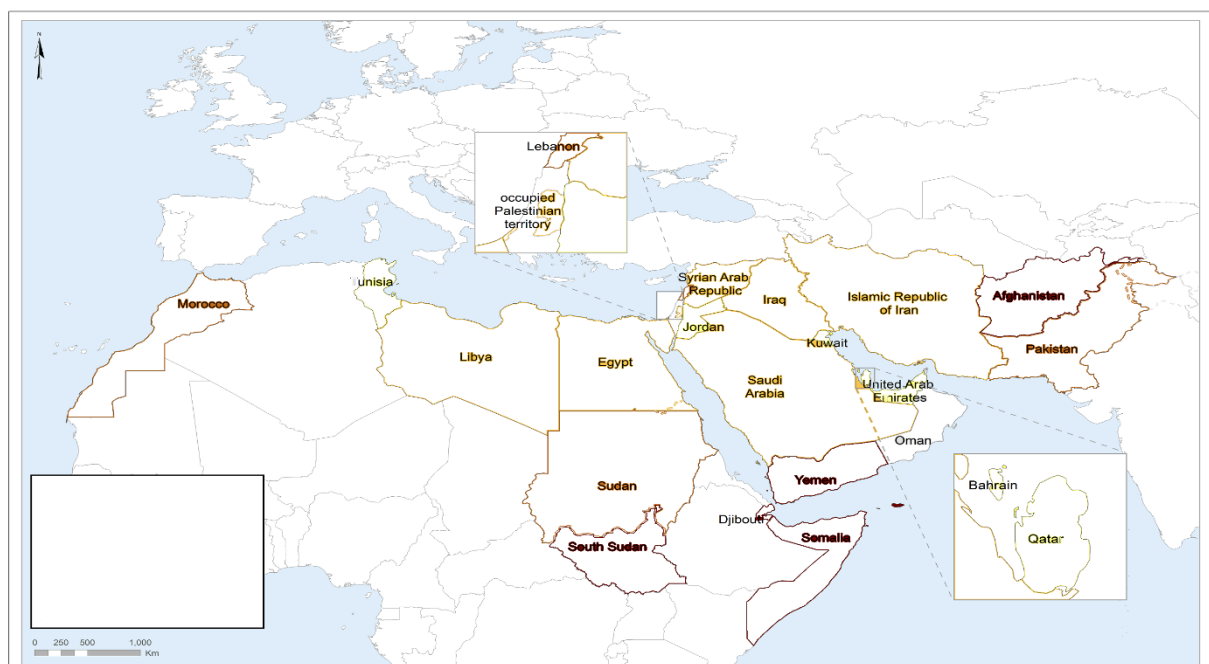 N
Lebanon
occupied
Palestinian
territory
Tunisia
Morocco
Syrian Arab
Republic
Iraq
Islamic Republic
of Iran
Afghanistan
Jordan
Kuwait
Pakistan
Libya
Egypt
Saudi
Arabia
United Arab
Emirates
Oman
Yemen
Sudan
Djibouti
Somalia
South Sudan
Bahrain
Qatar
0 250 500 1,000
Km